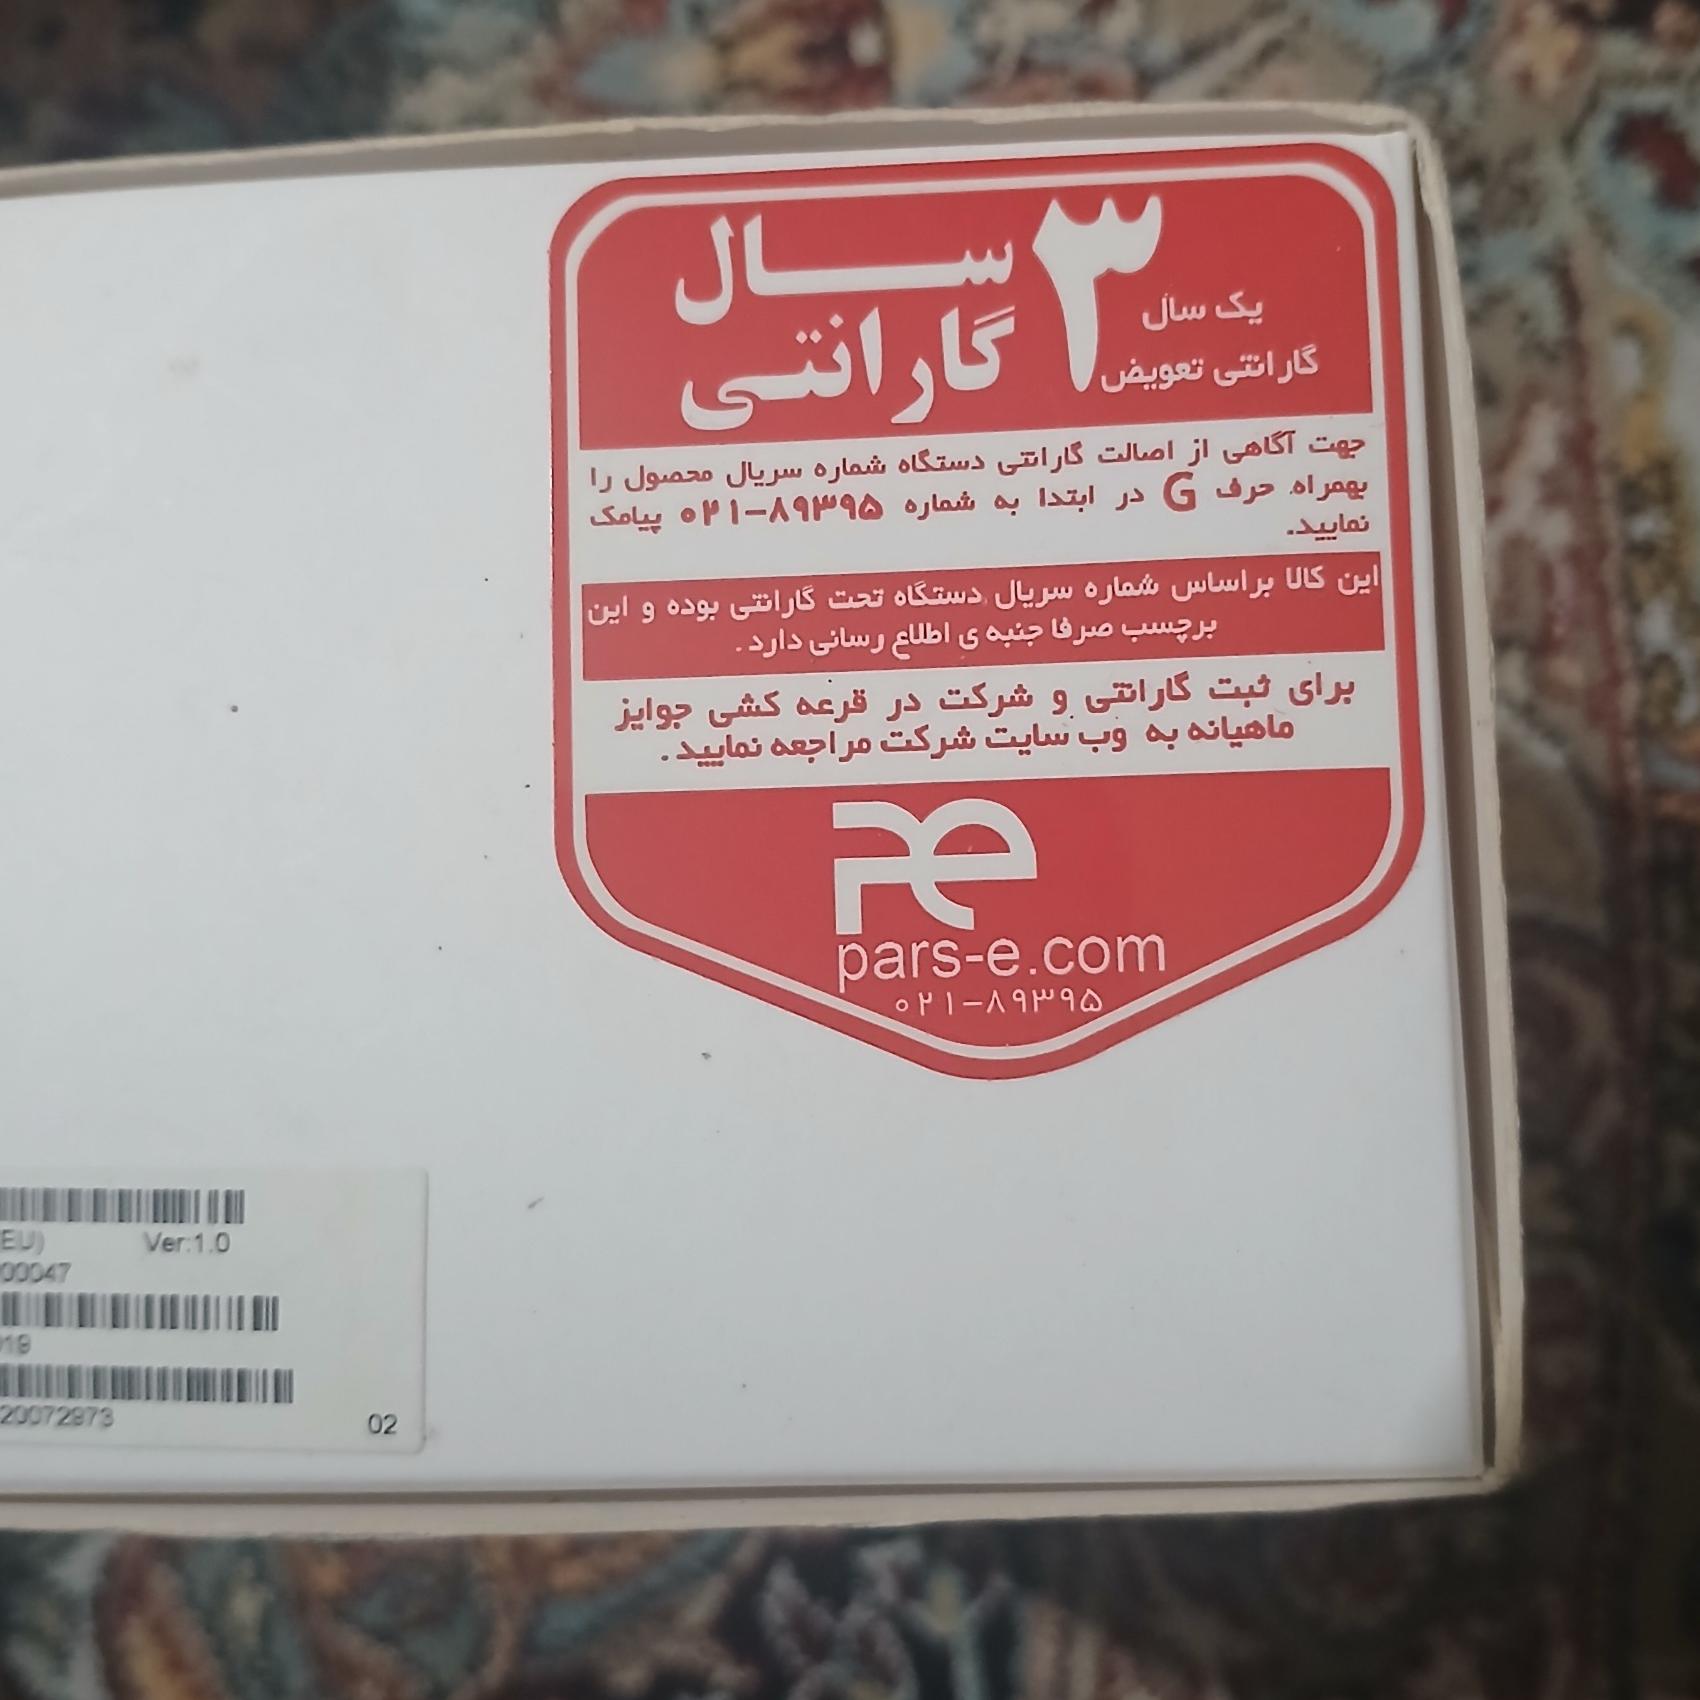 ۳ سال
گارانتی
یک سال
گارانتی تعویض
جهت آگاهی از اصالت گارانتی دستگاه شماره سریال محصول را
بهمراه حرف G در ابتدا به شماره ۰۲۱-۸۹۳۹۵ پیامک
نمایید.
این کالا براساس شماره سریال دستگاه تحت گارانتی بوده و این
برچسب صرفا جنبه ی اطلاع رسانی دارد.
برای ثبت گارانتی و شرکت در قرعه کشی جوایز
ماهیانه به وب سایت شرکت مراجعه نمایید.
pe
pars-e.com
۰۲۱-۸۹۳۹۵
EU) Ver:1.0
00047
019
20072973
02